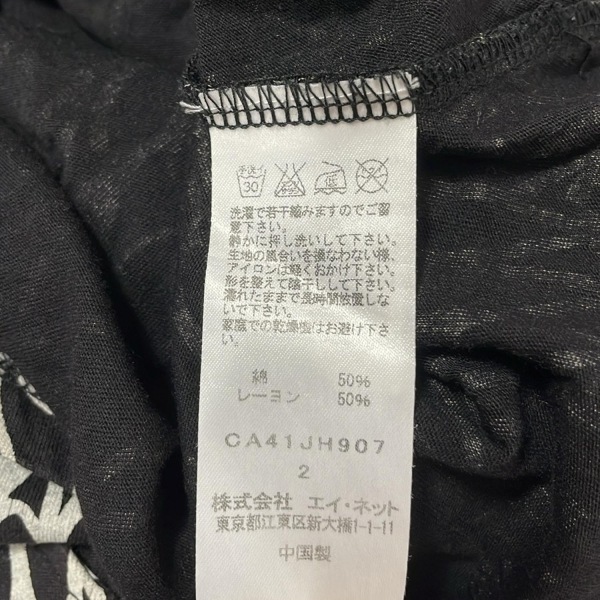 手洗イ
30
洗濯で若干縮みますのでご留
意下さい。
静かに押し洗いして下さい。
生地の風合いを損なわない様、
アイロンは軽くおかけ下さい。
形を整えて陰干しして下さい。
濡れたままで長時間放置しな
いで下さい。
家庭での乾燥はお避け下さ
い。
綿 50%
レーヨン 50%
CA41JH907
2
株式会社 エイ・ネット
東京都江東区新大橋1-1-11
中国製